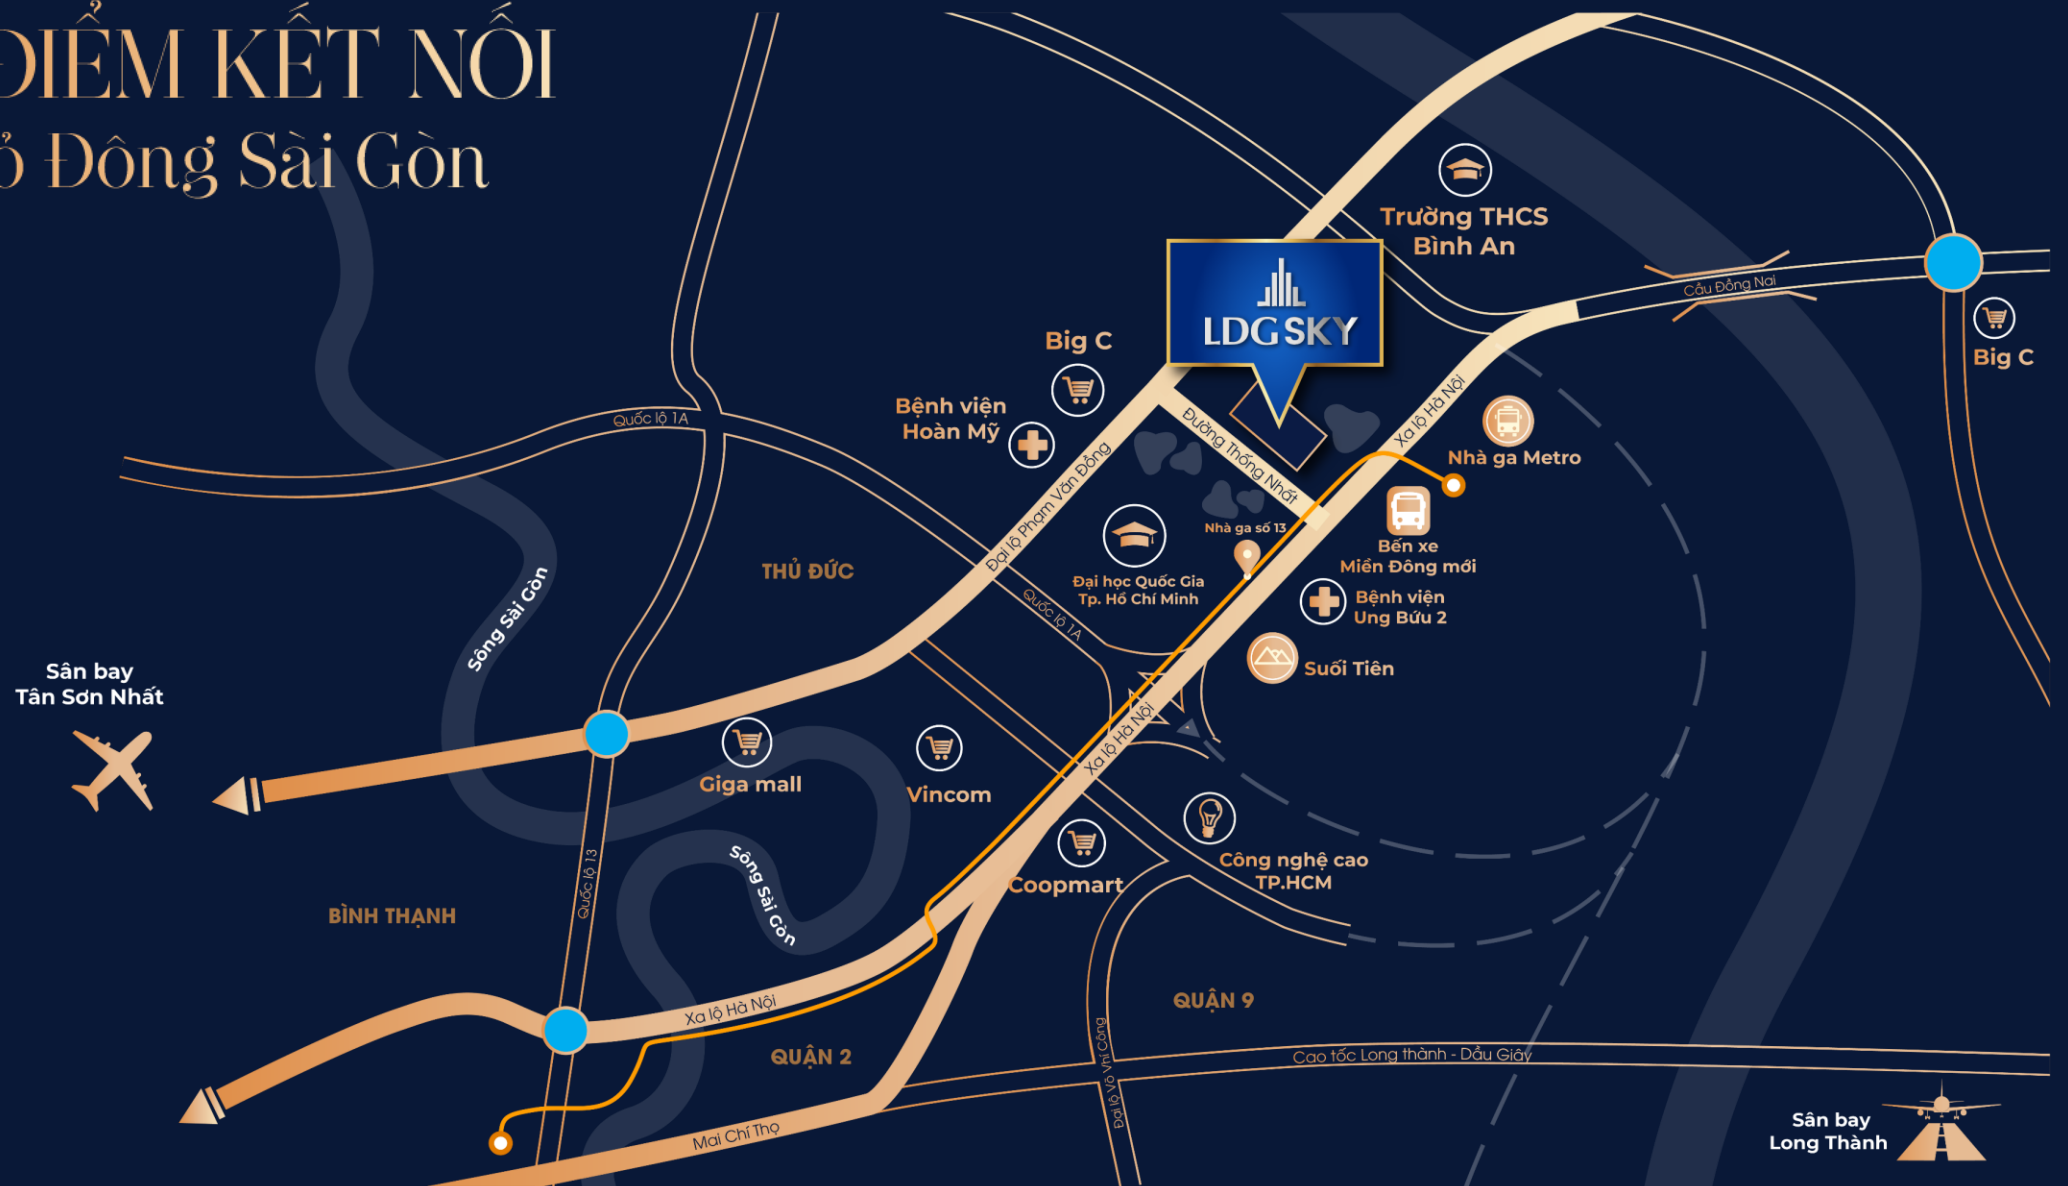 ĐIỂM KẾT NỐI
Đông Sài Gòn
Trường THCS
Bình An
LDG SKY
Cầu Đồng Nai
Big C
Big C
Bệnh viện
Hoàn Mỹ
Quốc lộ 1A
Đường Thống Nhất
Xa lộ Hà Nội
Nhà ga Metro
Đại lộ Phạm Văn Đồng
Nhà ga số 13
Bến xe
Miền Đông mới
THỦ ĐỨC
Đại học Quốc Gia
Tp. Hồ Chí Minh
Bệnh viện
Ung Bứu 2
Quốc lộ 1A
Sông Sài Gòn
Suối Tiên
Sân bay
Tân Sơn Nhất
Xa lộ Hà Nội
Giga mall
Vincom
Công nghệ cao
TP.HCM
Coopmart
Quốc lộ 13
Sông Sài Gòn
BÌNH THẠNH
Xa lộ Hà Nội
QUẬN 9
QUẬN 2
Cao tốc Long thành - Dầu Giây
Đại lộ Võ Vhí Công
Mai Chí Thọ
Sân bay
Long Thành